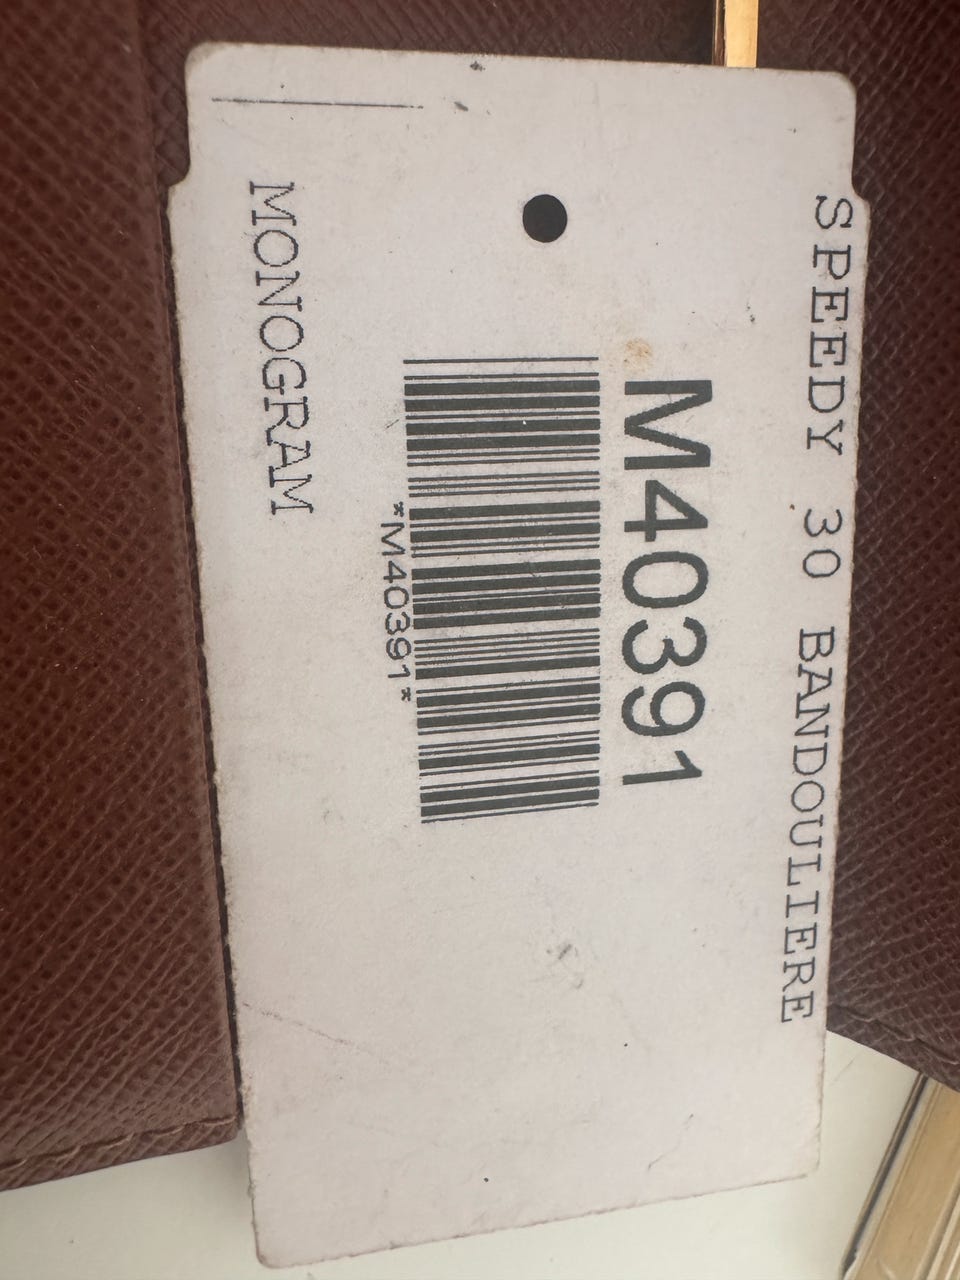 SPEEDY 30 BANDOULIERE
M40391
*M40391*
MONOGRAM